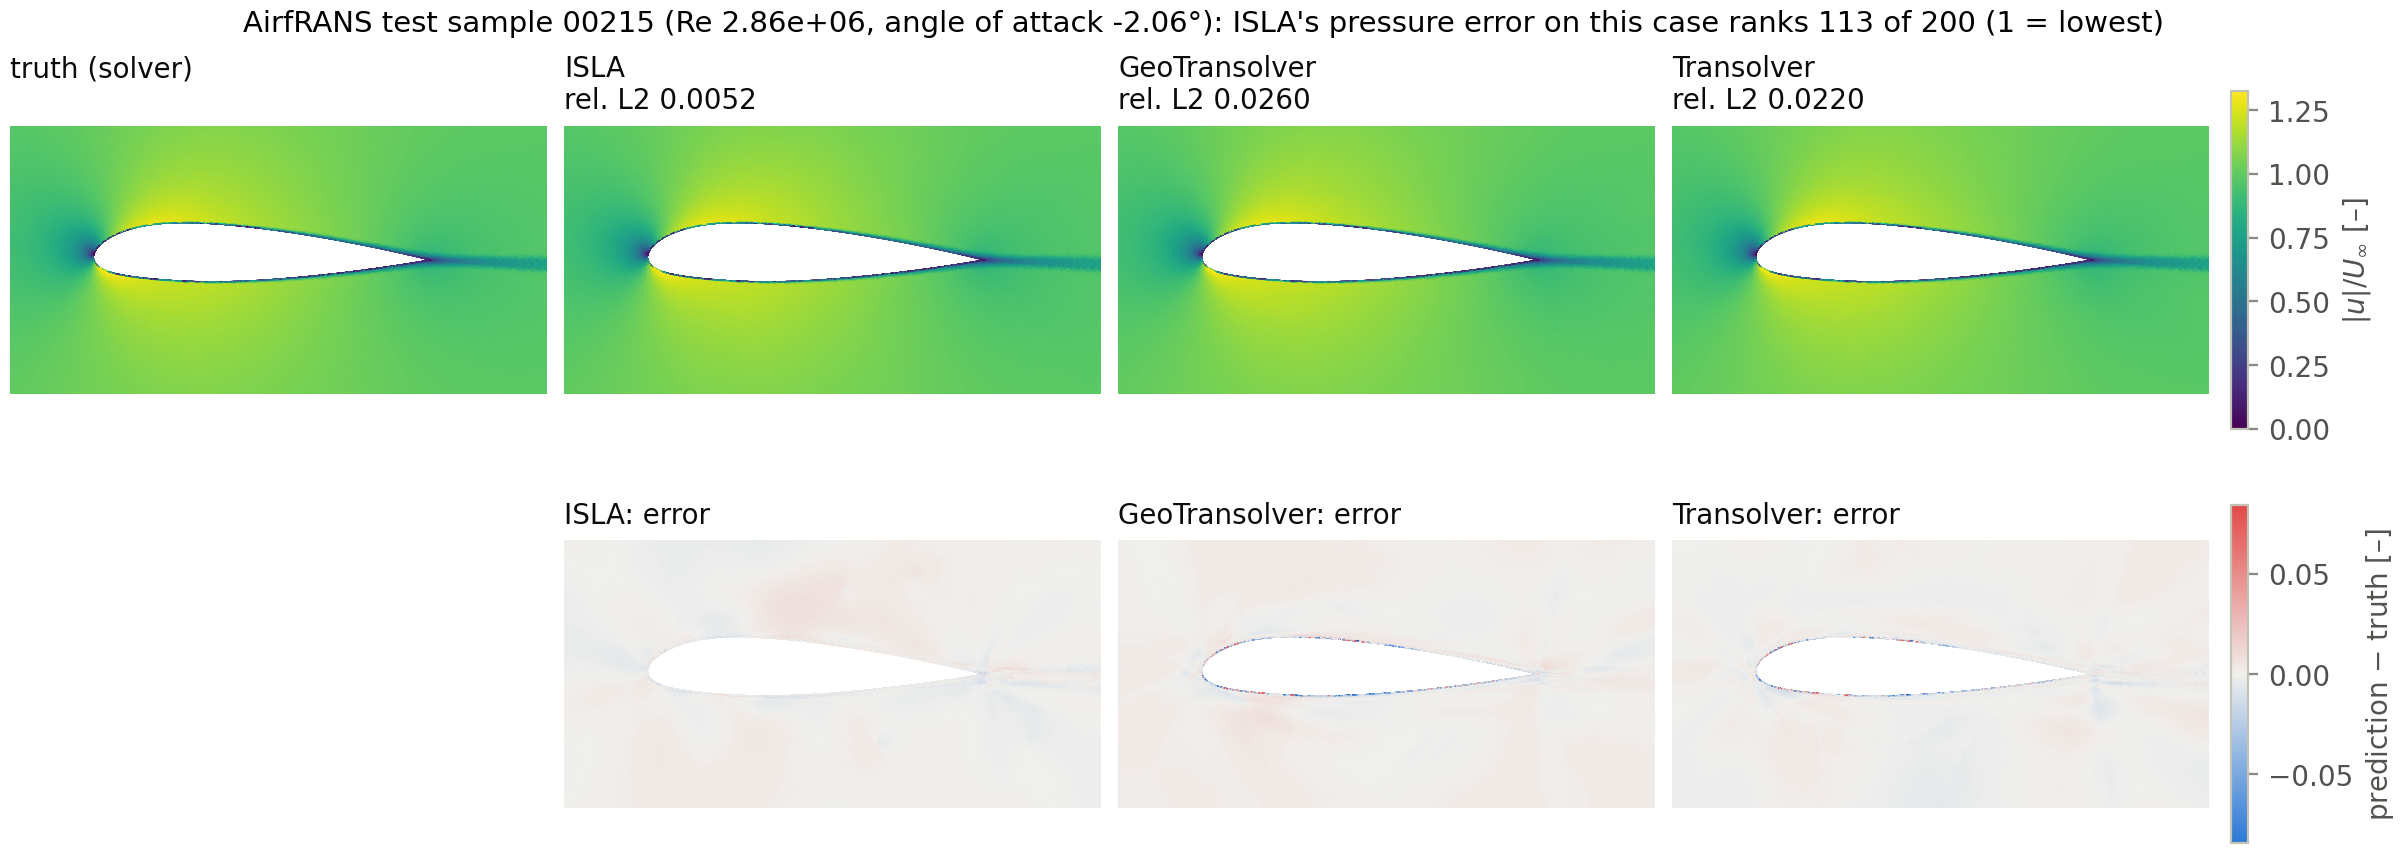 AirfRANS test sample 00215 (Re 2.86e+06, angle of attack -2.06°): ISLA's pressure error on this case ranks 113 of 200 (1 = lowest)
truth (solver)
ISLA
rel. L2 0.0052
GeoTransolver
rel. L2 0.0260
Transolver
rel. L2 0.0220
1.25
1.00
0.75
0.50
0.25
0.00
|u|/U∞ [–]
ISLA: error
GeoTransolver: error
Transolver: error
0.05
0.00
−0.05
prediction − truth [–]